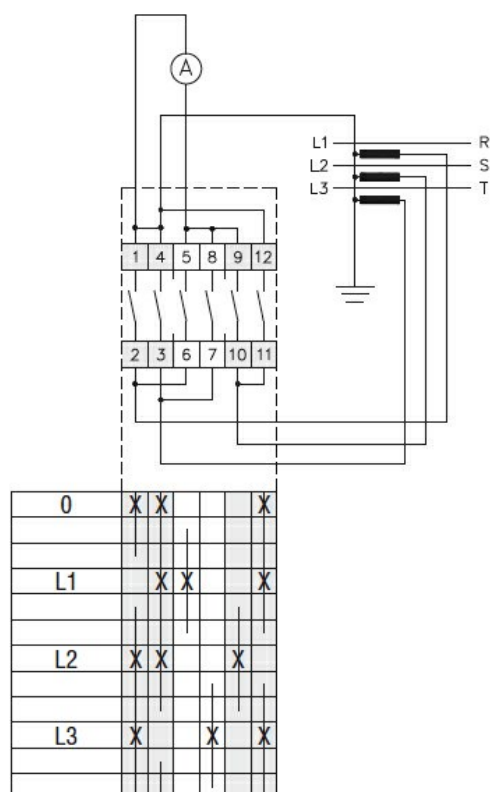 A
L1 R
L2 S
L3 T
1 4 5 8 9 12
2 3 6 7 10 11
0 X X X
L1 X X X
L2 X X X
L3 X X X